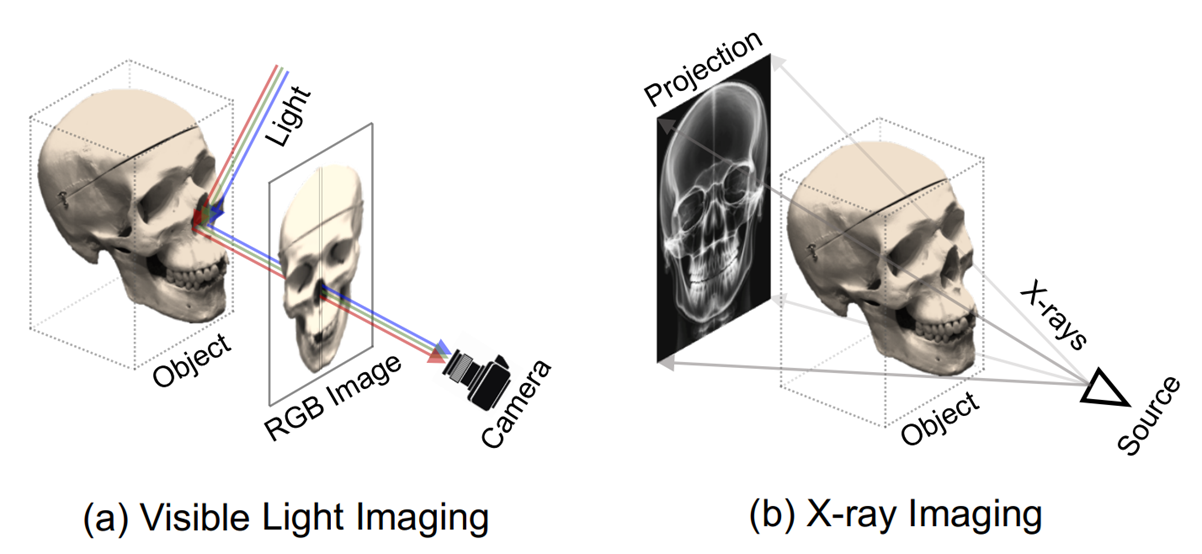 Light
Object
RGB Image
Camera
(a) Visible Light Imaging
Projection
X-rays
Object
Source
(b) X-ray Imaging